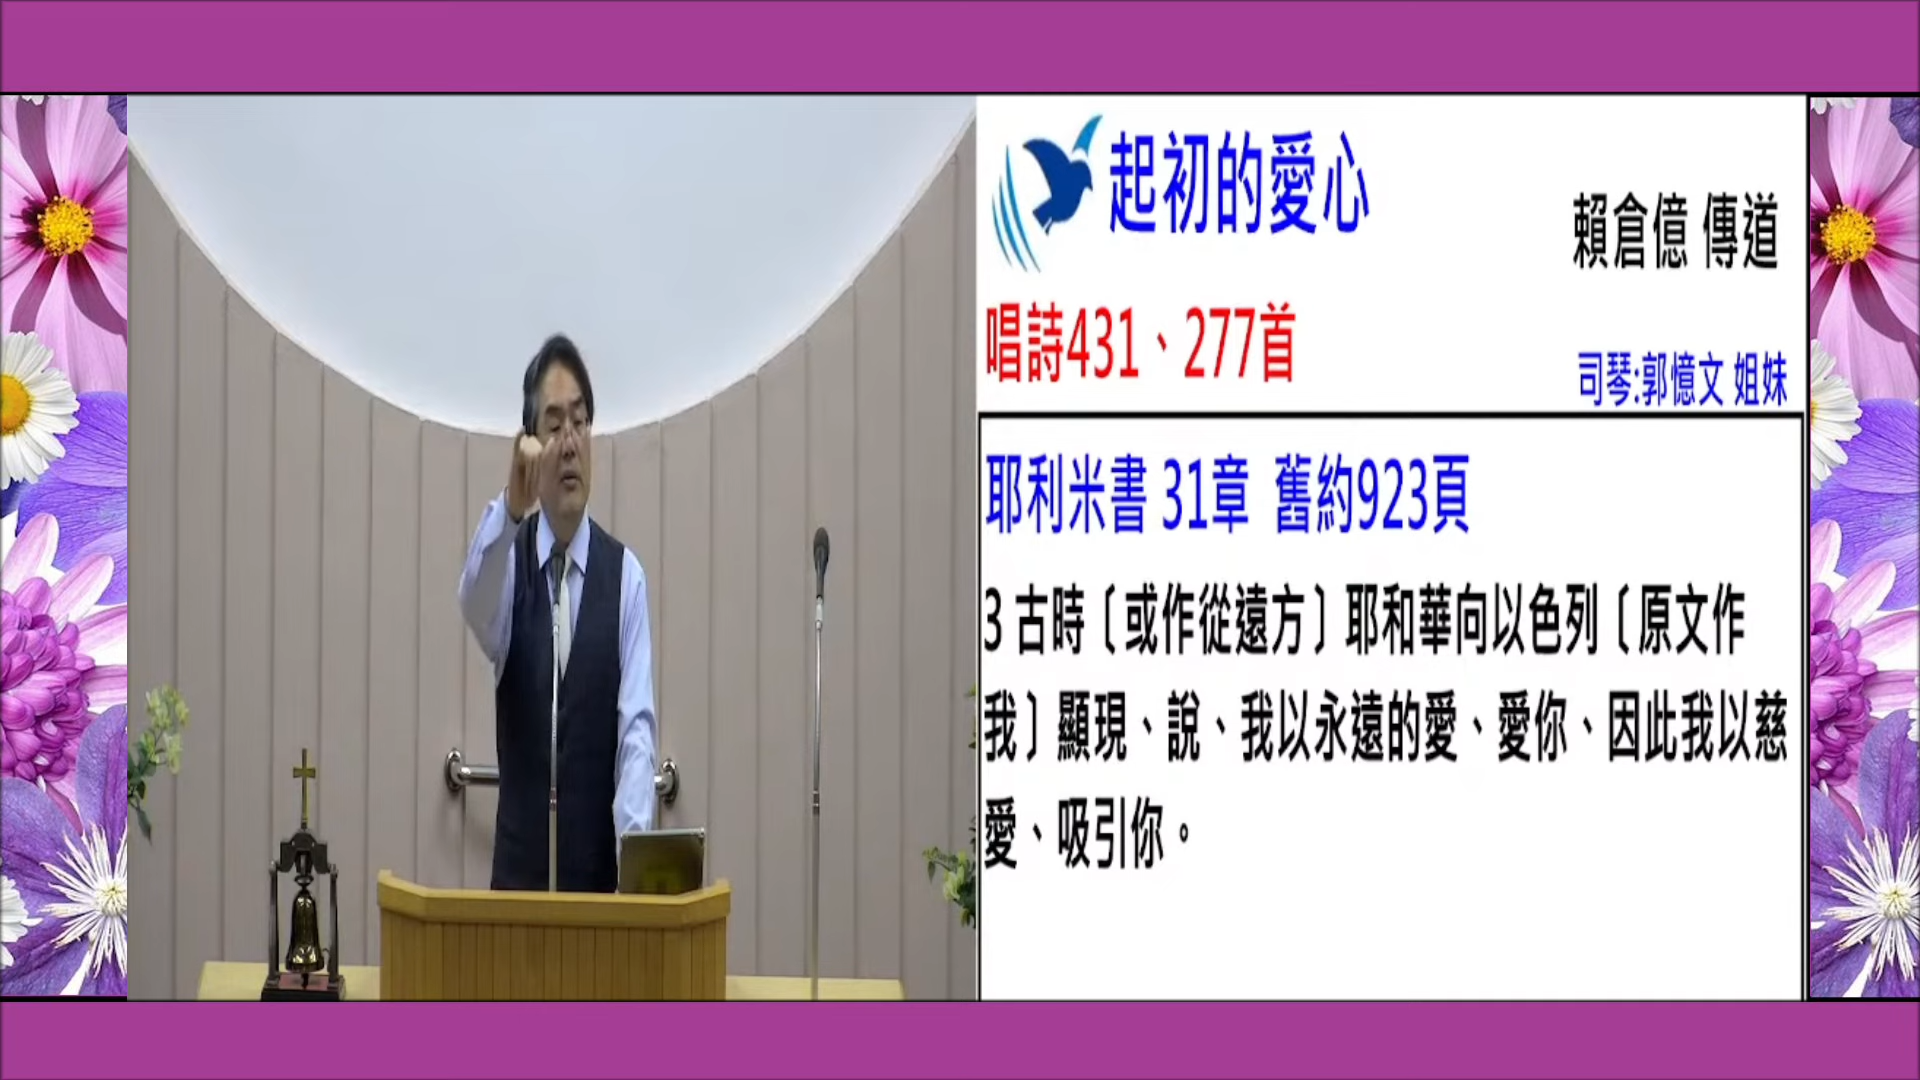 起初的愛心
賴倉億 傳道
唱詩431、277首
司琴:郭憶文 姐妹
耶利米書 31章 舊約923頁
3 古時〔或作從遠方〕耶和華向以色列〔原文作
我〕顯現、說、我以永遠的愛、愛你、因此我以慈
愛、吸引你。